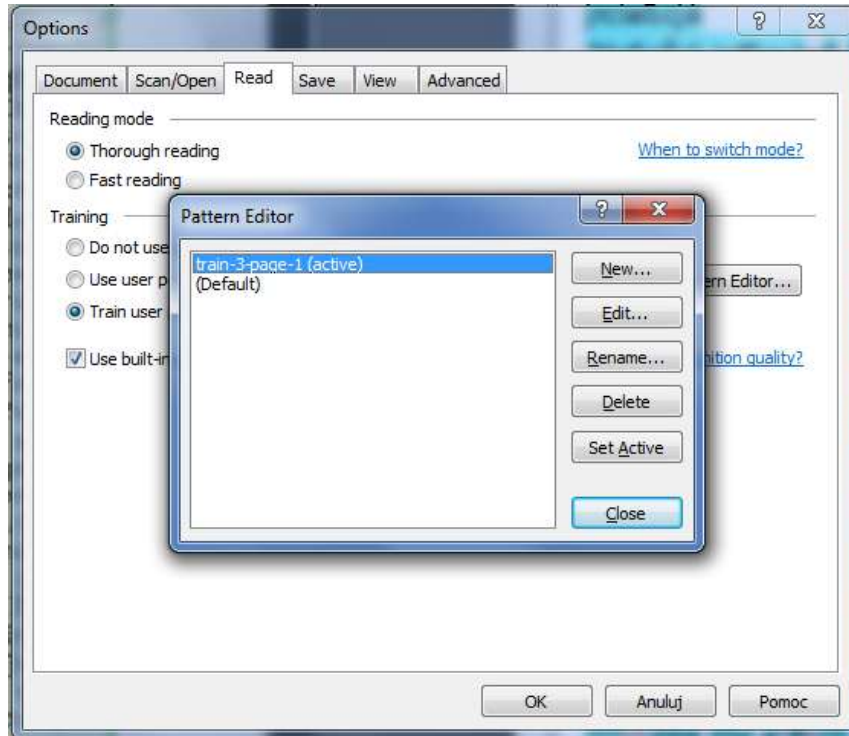 Options
Document Scan/Open Read Save View Advanced
Reading mode
Thorough reading When to switch mode?
Fast reading
Training Pattern Editor
Do not use
train-3-page-1 (active) New...
Use user p (Default) ern Editor...
Train user Edit...
Use built-in Rename... nition quality?
Delete
Set Active
Close
OK Anuluj Pomoc